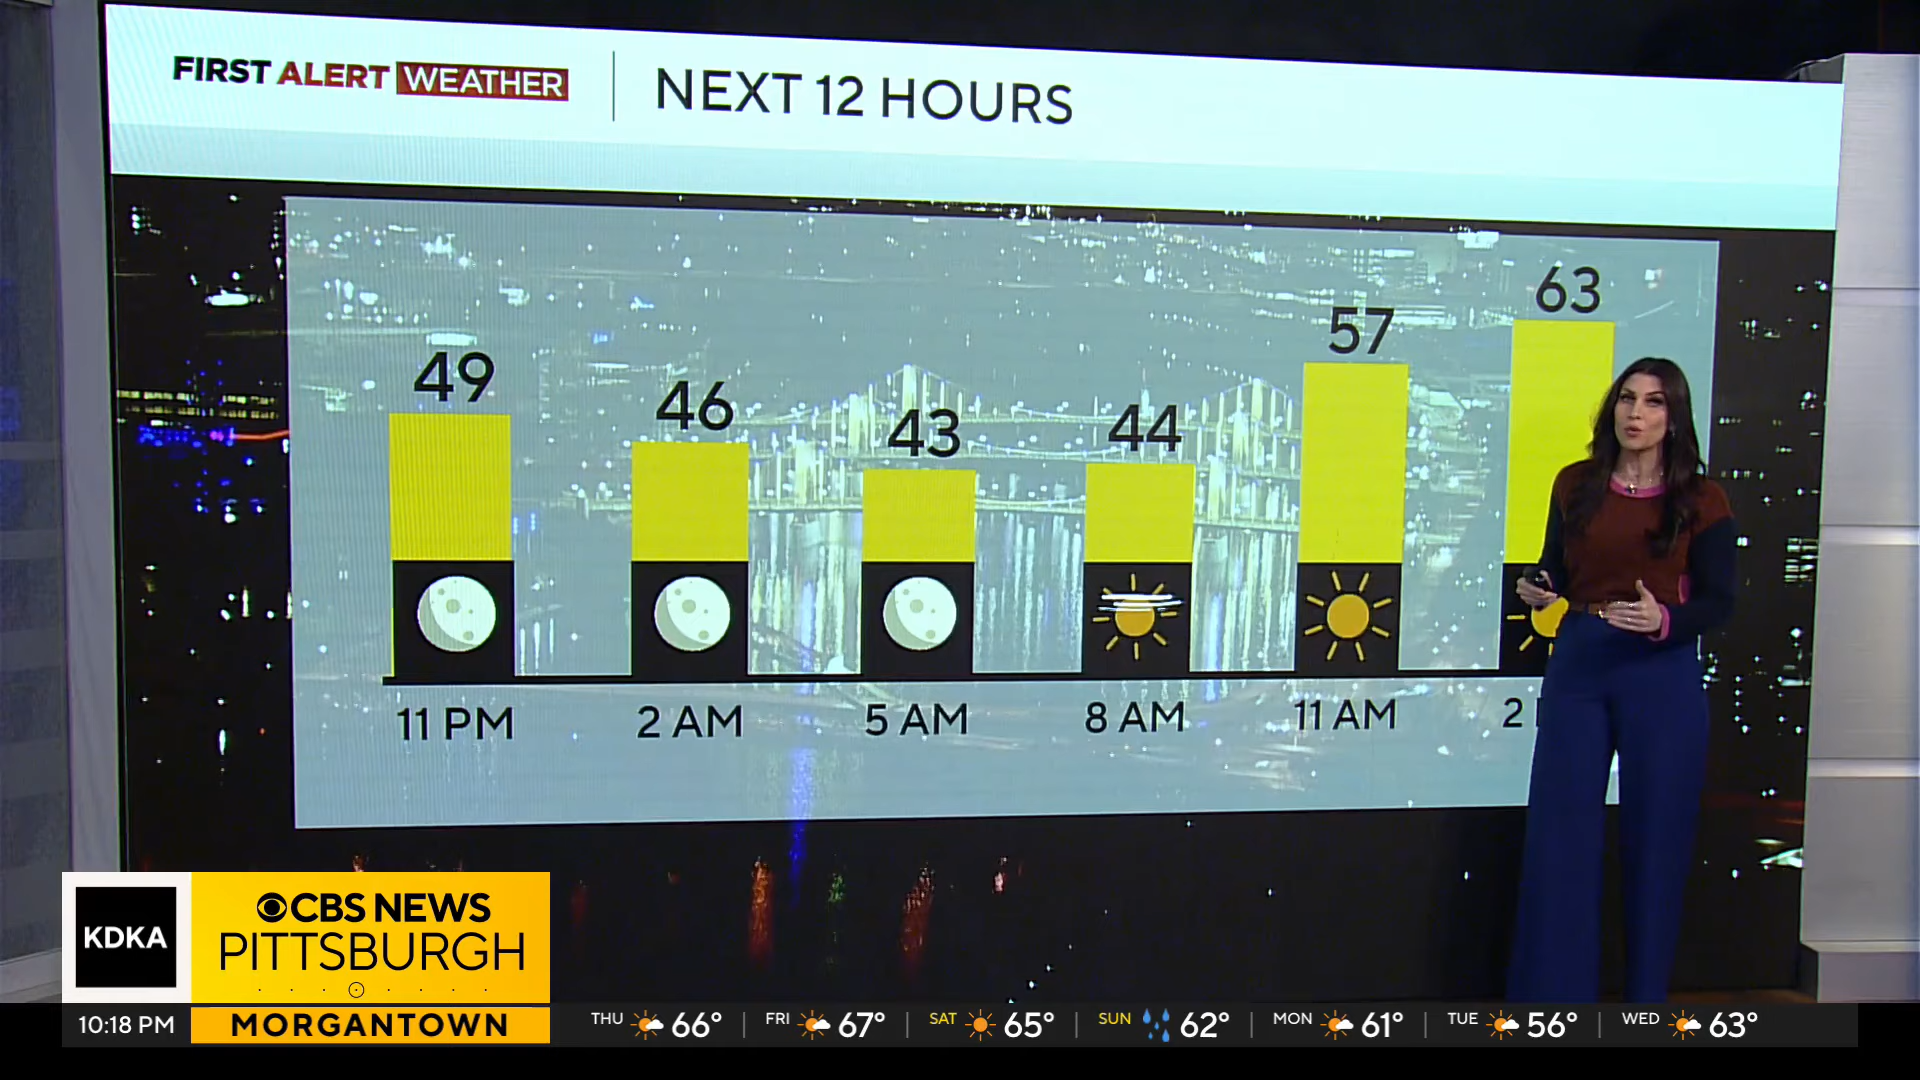 FIRST ALERT WEATHER
NEXT 12 HOURS
49 46 43 44 57 63
11 PM 2 AM 5 AM 8 AM 11 AM 2
KDKA
CBS NEWS
PITTSBURGH
10:18 PM MORGANTOWN THU 66° FRI 67° SAT 65° SUN 62° MON 61° TUE 56° WED 63°